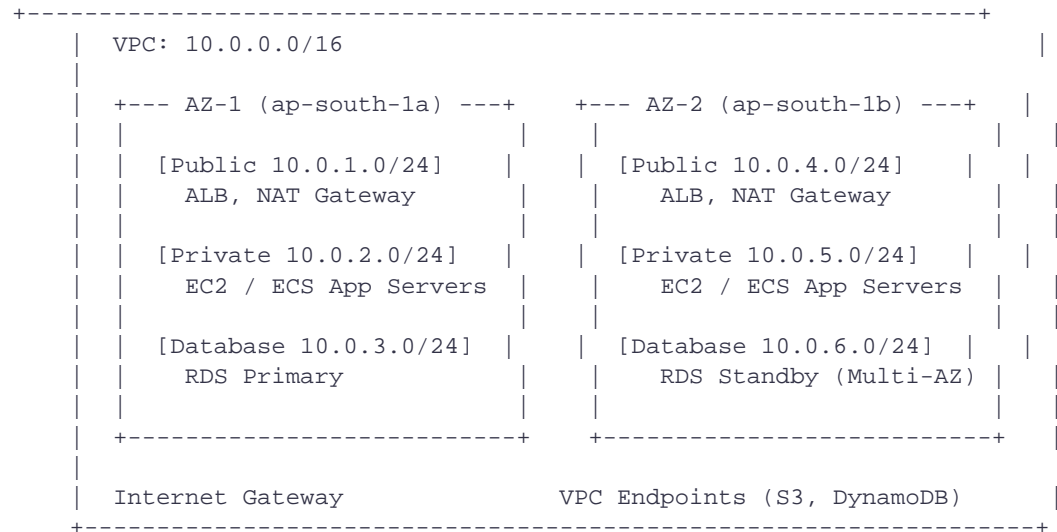 VPC: 10.0.0.0/16
+--- AZ-1 (ap-south-1a) ---+ +--- AZ-2 (ap-south-1b) ---+
[Public 10.0.1.0/24] [Public 10.0.4.0/24]
ALB, NAT Gateway ALB, NAT Gateway
[Private 10.0.2.0/24] [Private 10.0.5.0/24]
EC2 / ECS App Servers EC2 / ECS App Servers
[Database 10.0.3.0/24] [Database 10.0.6.0/24]
RDS Primary RDS Standby (Multi-AZ)
Internet Gateway VPC Endpoints (S3, DynamoDB)